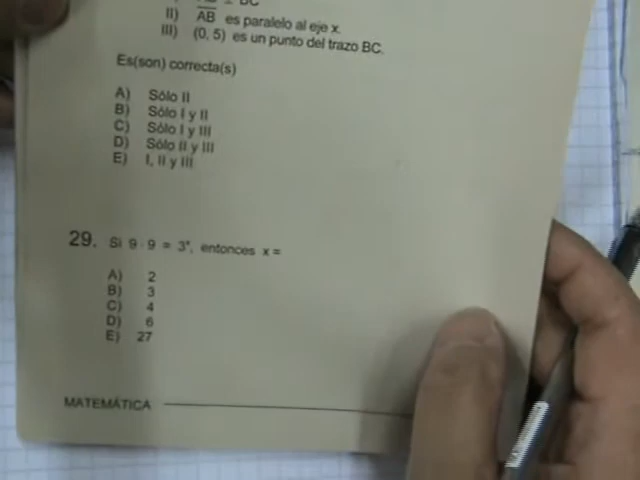 II) AB es paralelo al eje x.
III) (0, 5) es un punto del trazo BC.
Es(son) correcta(s)
A) Sólo II
B) Sólo I y II
C) Sólo I y III
D) Sólo II y III
E) I, II y III
29. Si 9 · 9 = 3ˣ, entonces x =
A) 2
B) 3
C) 4
D) 6
E) 27
MATEMÁTICA